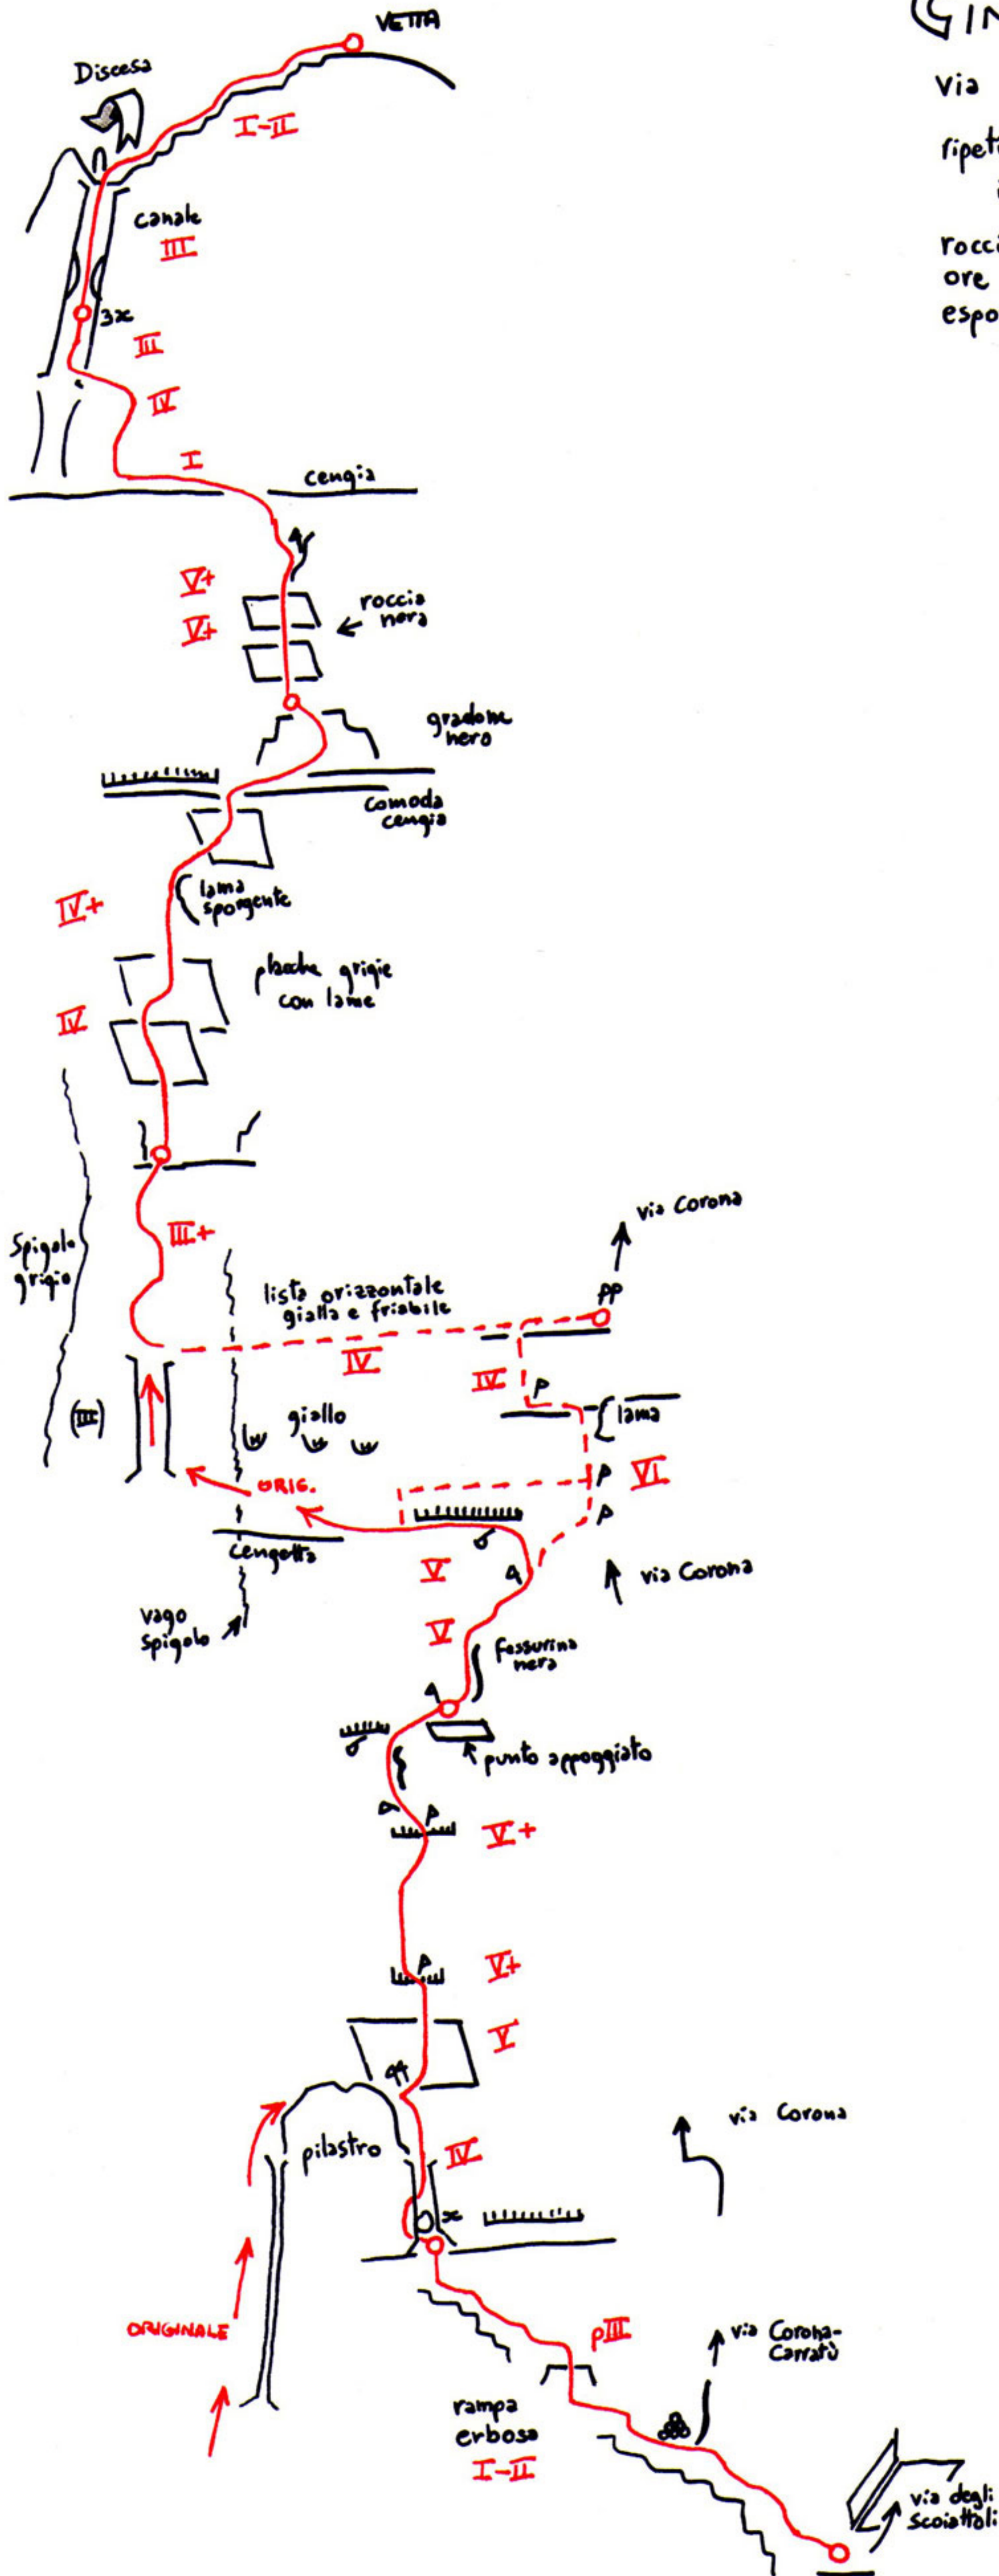 VETTA
Discesa
I-II
canale
III
3x
III
IV
I
cengia
V+
roccia
nera
V+
gradone
nero
comoda
cengia
lama
sporgente
IV+
placche grigie
con lame
IV
III+
Spigolo
grigio
via Corona
lista orizzontale
gialla e friabile
PP
IV
IV
P
lama
(III)
giallo
P
VI
ORIG.
P
cengetta
V
via Corona
vago
spigolo
V
fessurina
nera
punto appoggiato
P
V+
P
V+
V
pilastro
IV
via Corona
x
ORIGINALE
pIII
via Corona-
Carratù
rampa
erbosa
I-II
via degli
Scoiattoli
Via
ripet
i
rocci
ore
espo